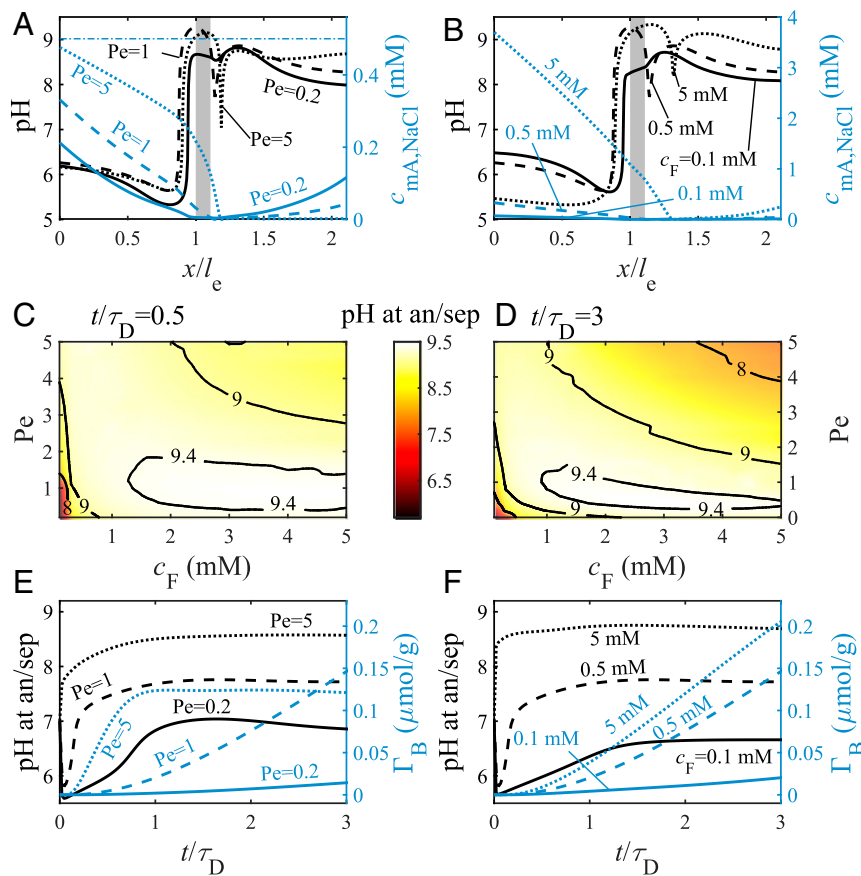 A
B
9
8
7
6
5
pH
Pe=1
Pe=5
Pe=1
Pe=0.2
Pe=5
Pe=0.2
0
0.5
1
1.5
2
x/l_e
0.4
0.2
0
c_mA,NaCl (mM)
9
8
7
6
5
pH
5 mM
0.5 mM
5 mM
0.5 mM
c_F=0.1 mM
0.1 mM
0
0.5
1
1.5
2
x/l_e
4
3
2
1
0
c_mA,NaCl (mM)
C
t/τ_D=0.5
pH at an/sep
D
t/τ_D=3
5
4
3
2
1
Pe
9
9.4
9.4
8
9
1
2
3
4
5
c_F (mM)
9.5
8.5
7.5
6.5
9
8
9
9.4
9.4
9
1
2
3
4
5
c_F (mM)
5
4
3
2
1
0
Pe
E
F
9
8
7
6
pH at an/sep
Pe=5
Pe=1
Pe=0.2
Pe=5
Pe=1
Pe=0.2
0
1
2
3
t/τ_D
0.2
0.15
0.1
0.05
0
Γ_B (μmol/g)
9
8
7
6
pH at an/sep
5 mM
0.5 mM
5 mM
0.5 mM
0.1 mM
c_F=0.1 mM
0
1
2
3
t/τ_D
0.2
0.15
0.1
0.05
0
Γ_B (μmol/g)